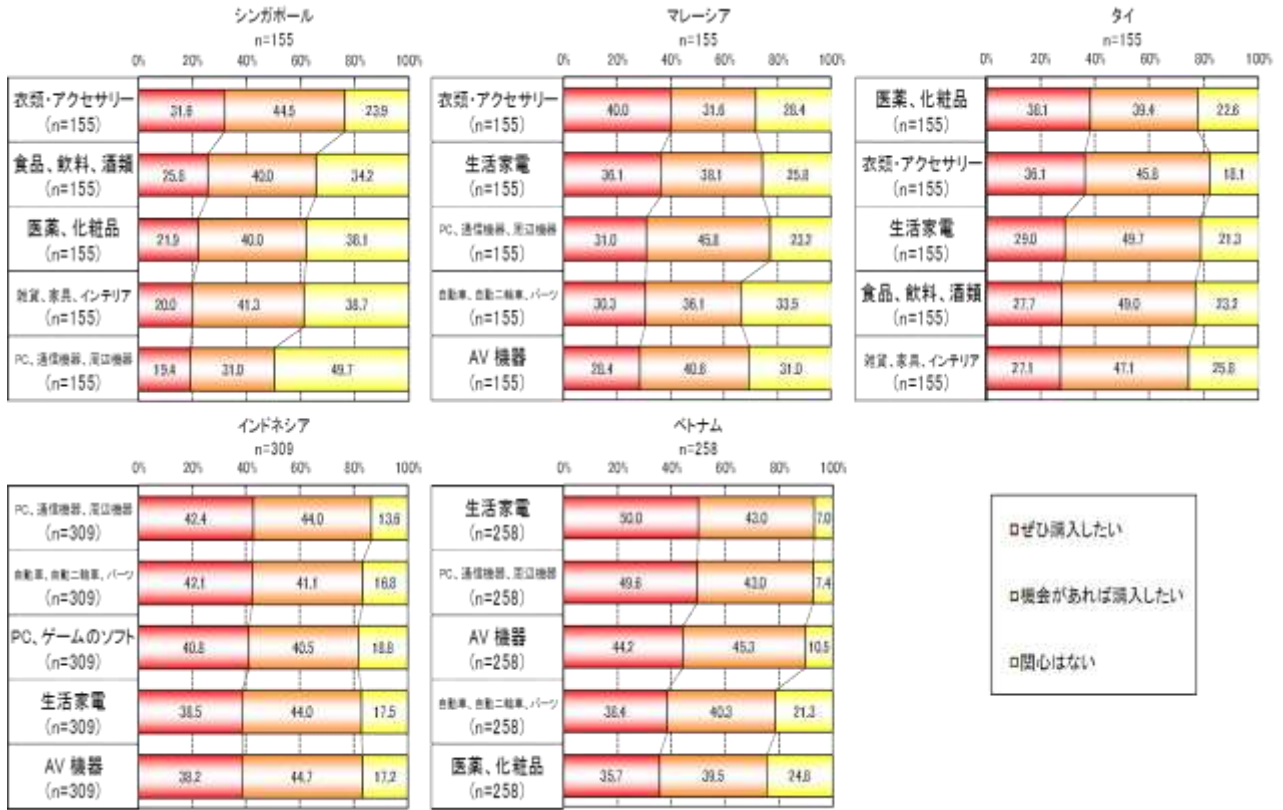 シンガポール
n=155
0% 20% 40% 60% 80% 100%
衣類・アクセサリー
(n=155)
31.6 44.5 23.9
食品、飲料、酒類
(n=155)
25.8 40.0 34.2
医薬、化粧品
(n=155)
21.9 40.0 38.1
雑貨、家具、インテリア
(n=155)
20.0 41.3 38.7
PC、通信機器、周辺機器
(n=155)
19.4 31.0 49.7
マレーシア
n=155
0% 20% 40% 60% 80% 100%
衣類・アクセサリー
(n=155)
40.0 31.6 28.4
生活家電
(n=155)
36.1 38.1 25.8
PC、通信機器、周辺機器
(n=155)
31.0 45.8 23.2
自動車、自動二輪車、パーツ
(n=155)
30.3 36.1 33.5
AV 機器
(n=155)
28.4 40.6 31.0
タイ
n=155
0% 20% 40% 60% 80% 100%
医薬、化粧品
(n=155)
38.1 39.4 22.6
衣類・アクセサリー
(n=155)
36.1 45.8 18.1
生活家電
(n=155)
29.0 49.7 21.3
食品、飲料、酒類
(n=155)
27.7 49.0 23.2
雑貨、家具、インテリア
(n=155)
27.1 47.1 25.8
インドネシア
n=309
0% 20% 40% 60% 80% 100%
PC、通信機器、周辺機器
(n=309)
42.4 44.0 13.6
自動車、自動二輪車、パーツ
(n=309)
42.1 41.1 16.8
PC、ゲームのソフト
(n=309)
40.8 40.5 18.8
生活家電
(n=309)
38.5 44.0 17.5
AV 機器
(n=309)
38.2 44.7 17.2
ベトナム
n=258
0% 20% 40% 60% 80% 100%
生活家電
(n=258)
50.0 43.0 7.0
PC、通信機器、周辺機器
(n=258)
49.6 43.0 7.4
AV 機器
(n=258)
44.2 45.3 10.5
自動車、自動二輪車、パーツ
(n=258)
38.4 40.3 21.3
医薬、化粧品
(n=258)
35.7 39.5 24.8
ぜひ購入したい
機会があれば購入したい
関心はない